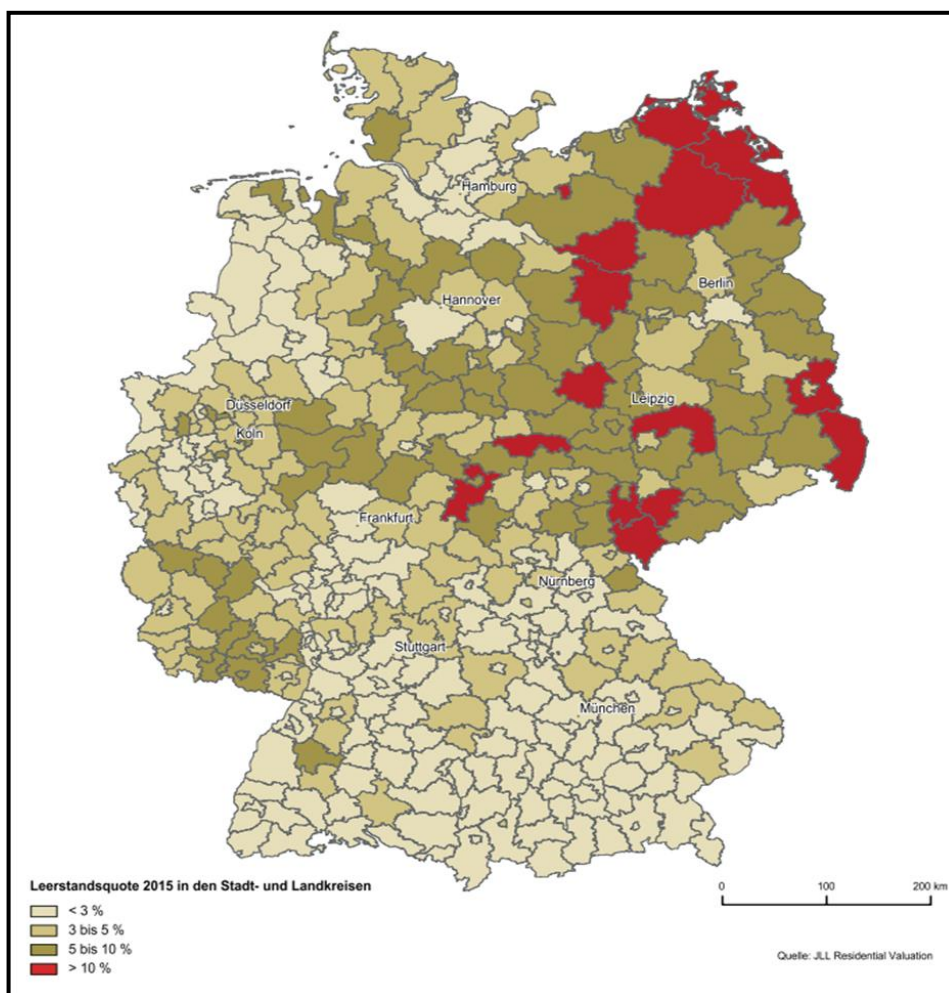 Hamburg
Hannover
Berlin
Düsseldorf
Köln
Leipzig
Frankfurt
Nürnberg
Stuttgart
München
Leerstandsquote 2015 in den Stadt- und Landkreisen
< 3 %
3 bis 5 %
5 bis 10 %
> 10 %
0 100 200 km
Quelle: JLL Residential Valuation